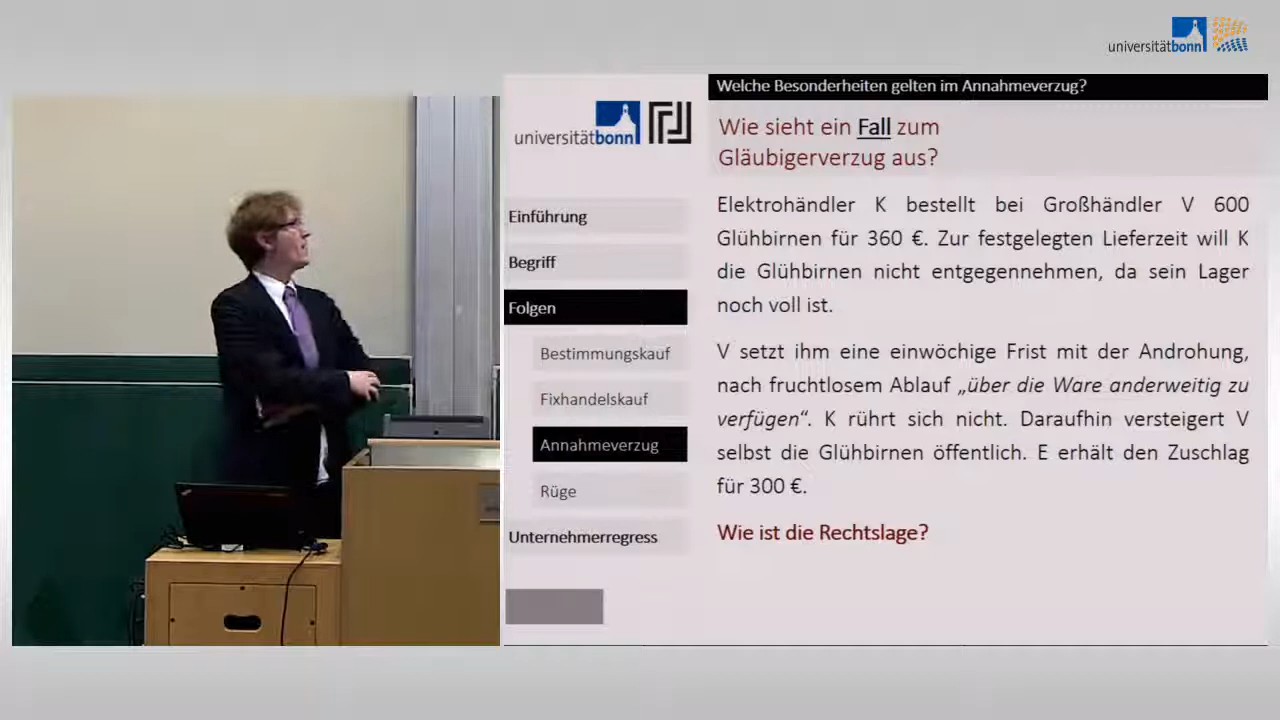 universitätbonn
Welche Besonderheiten gelten im Annahmeverzug?
universitätbonn
Wie sieht ein Fall zum
Gläubigerverzug aus?
Einführung
Begriff
Folgen
Bestimmungskauf
Fixhandelskauf
Annahmeverzug
Rüge
Unternehmerregress
Elektrohändler K bestellt bei Großhändler V 600
Glühbirnen für 360 €. Zur festgelegten Lieferzeit will K
die Glühbirnen nicht entgegennehmen, da sein Lager
noch voll ist.
V setzt ihm eine einwöchige Frist mit der Androhung,
nach fruchtlosem Ablauf „über die Ware anderweitig zu
verfügen“. K rührt sich nicht. Daraufhin versteigert V
selbst die Glühbirnen öffentlich. E erhält den Zuschlag
für 300 €.
Wie ist die Rechtslage?